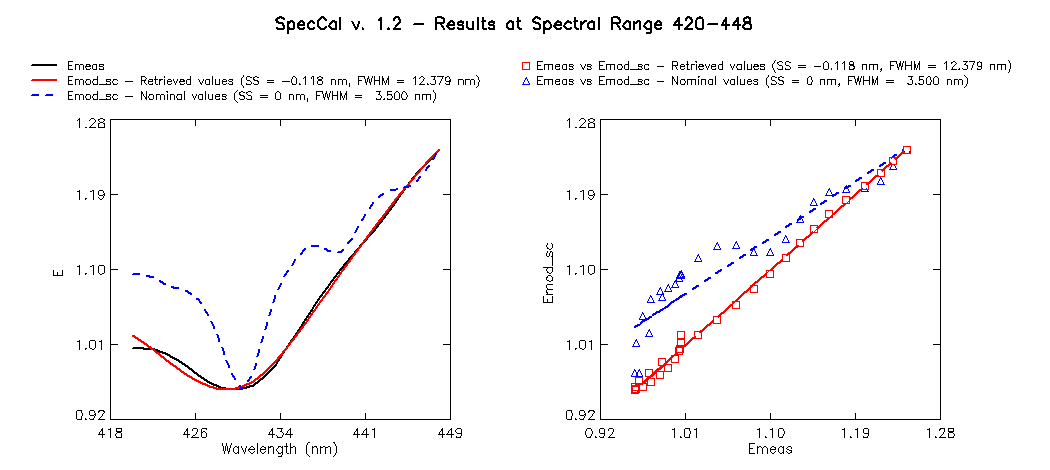 SpecCal v. 1.2 - Results at Spectral Range 420-448
Emeas
Emod_sc - Retrieved values (SS = -0.118 nm, FWHM = 12.379 nm)
Emod_sc - Nominal values (SS = 0 nm, FWHM = 3.500 nm)
Emeas vs Emod_sc - Retrieved values (SS = -0.118 nm, FWHM = 12.379 nm)
Emeas vs Emod_sc - Nominal values (SS = 0 nm, FWHM = 3.500 nm)
1.28
1.19
1.10
1.01
0.92
E
418 426 434 441 449
Wavelength (nm)
1.28
1.19
1.10
1.01
0.92
Emod_sc
0.92 1.01 1.10 1.19 1.28
Emeas